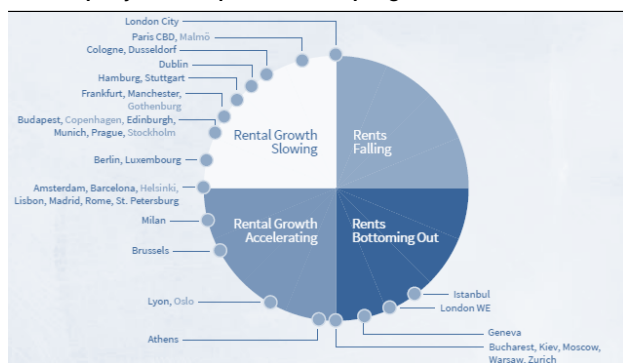 London City
Paris CBD, Malmö
Cologne, Dusseldorf
Dublin
Hamburg, Stuttgart
Frankfurt, Manchester,
Gothenburg
Budapest, Copenhagen, Edinburgh,
Munich, Prague, Stockholm
Berlin, Luxembourg
Amsterdam, Barcelona, Helsinki,
Lisbon, Madrid, Rome, St. Petersburg
Milan
Brussels
Lyon, Oslo
Athens
Rental Growth
Slowing
Rents
Falling
Rental Growth
Accelerating
Rents
Bottoming Out
Istanbul
London WE
Geneva
Bucharest, Kiev, Moscow,
Warsaw, Zurich